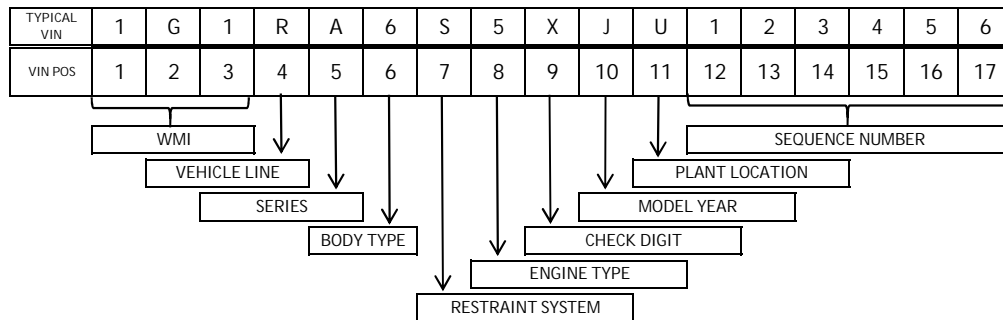 TYPICAL VIN 1 G 1 R A 6 S 5 X J U 1 2 3 4 5 6
VIN POS 1 2 3 4 5 6 7 8 9 10 11 12 13 14 15 16 17
WMI SEQUENCE NUMBER
VEHICLE LINE PLANT LOCATION
SERIES MODEL YEAR
BODY TYPE CHECK DIGIT
ENGINE TYPE
RESTRAINT SYSTEM